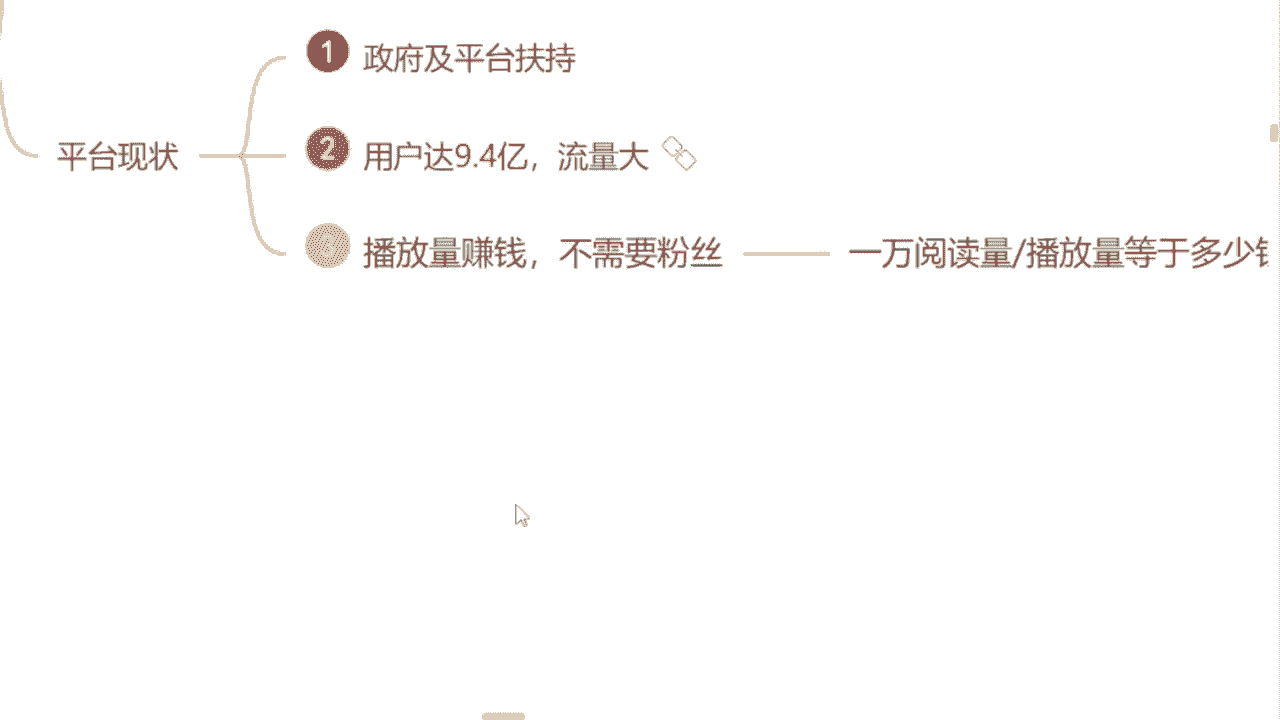 1 政府及平台扶持
平台现状
2 用户达9.4亿，流量大
播放量赚钱，不需要粉丝
一万阅读量/播放量等于多少